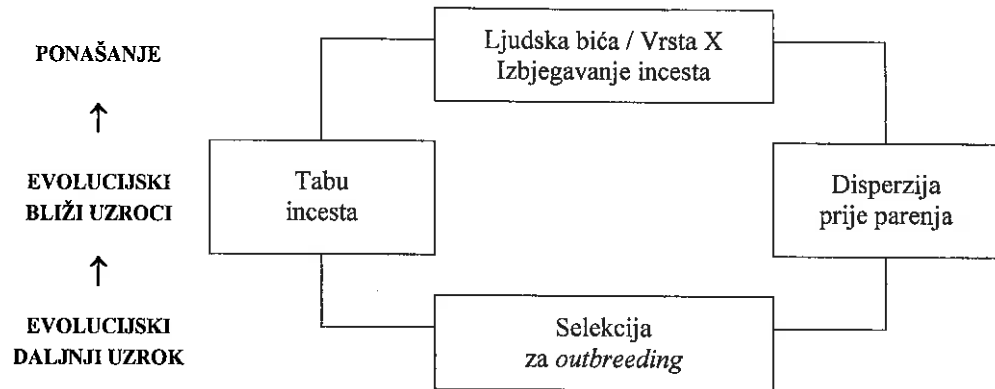 PONAŠANJE
Ljudska bića / Vrsta X
Izbjegavanje incesta
EVOLUCIJSKI
BLIŽI UZROCI
Tabu
incesta
Disperzija
prije parenja
EVOLUCIJSKI
DALJNJI UZROK
Selekcija
za outbreeding